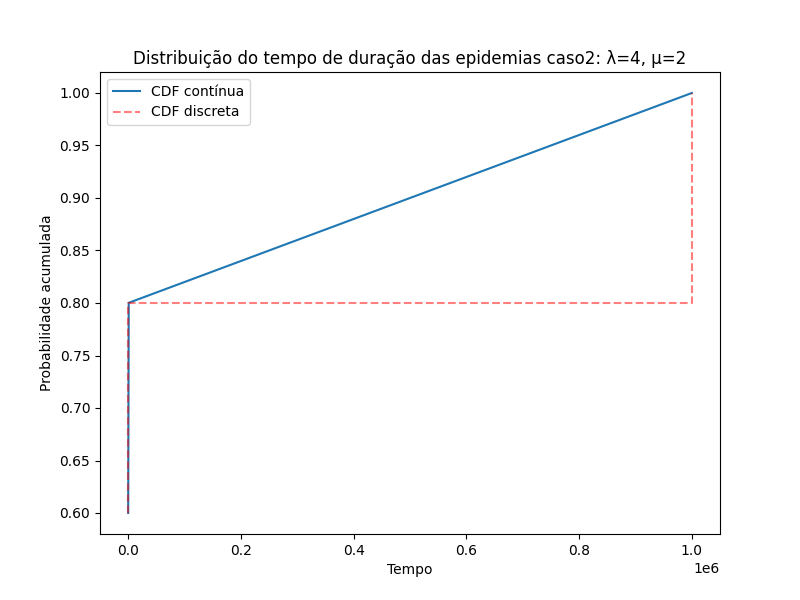 Distribuição do tempo de duração das epidemias caso2: λ=4, μ=2
CDF contínua
CDF discreta
Probabilidade acumulada
1.00
0.95
0.90
0.85
0.80
0.75
0.70
0.65
0.60
0.0 0.2 0.4 0.6 0.8 1.0
1e6
Tempo